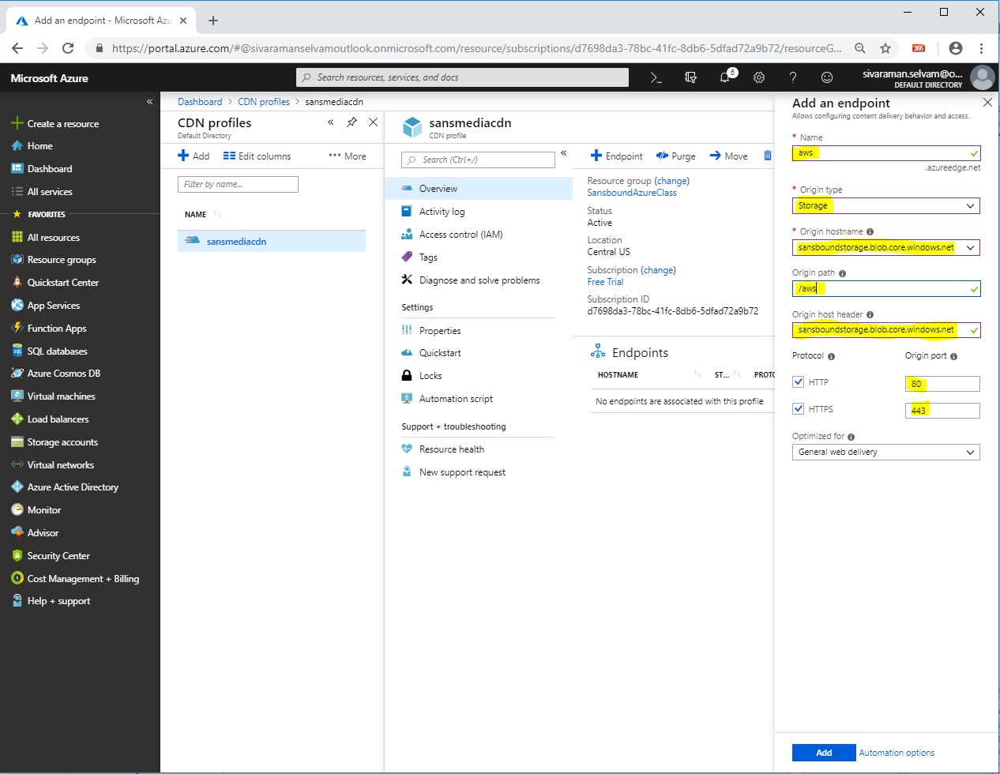 Add an endpoint - Microsoft Azu
https://portal.azure.com/#@sivaramanselvamoutlook.onmicrosoft.com/resource/subscriptions/d7698da3-78bc-41fc-8db6-5dfad72a9b72/resourceG...
365
Microsoft Azure
Search resources, services, and docs
6
sivaraman.selvam@o...
DEFAULT DIRECTORY
Create a resource
Home
Dashboard
All services
FAVORITES
All resources
Resource groups
Quickstart Center
App Services
Function Apps
SQL databases
Azure Cosmos DB
Virtual machines
Load balancers
Storage accounts
Virtual networks
Azure Active Directory
Monitor
Advisor
Security Center
Cost Management + Billing
Help + support
Dashboard > CDN profiles > sansmediacdn
CDN profiles
Default Directory
Add Edit columns More
Filter by name...
NAME
sansmediacdn
sansmediacdn
CDN profile
Search (Ctrl+/)
Overview
Activity log
Access control (IAM)
Tags
Diagnose and solve problems
Settings
Properties
Quickstart
Locks
Automation script
Support + troubleshooting
Resource health
New support request
Endpoint Purge Move
Resource group (change)
SansboundAzureClass
Status
Active
Location
Central US
Subscription (change)
Free Trial
Subscription ID
d7698da3-78bc-41fc-8db6-5dfad72a9b72
Endpoints
HOSTNAME ST... PROTO
No endpoints are associated with this profile
Add an endpoint
Allows configuring content delivery behavior and access.
* Name
aws
.azureedge.net
* Origin type
Storage
* Origin hostname
sansboundstorage.blob.core.windows.net
Origin path
/aws
Origin host header
sansboundstorage.blob.core.windows.net
Protocol Origin port
HTTP 80
HTTPS 443
Optimized for
General web delivery
Add Automation options